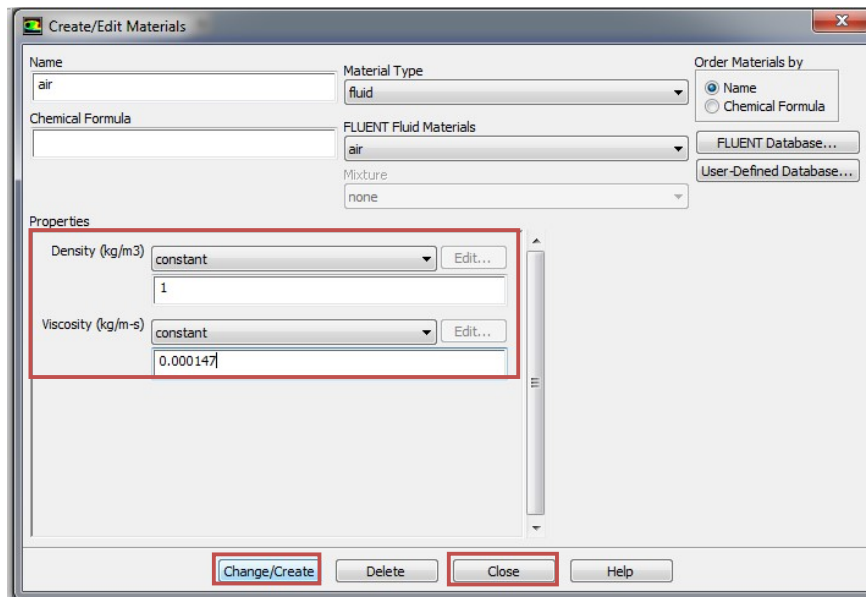 Create/Edit Materials
Name
air
Chemical Formula
Material Type
fluid
FLUENT Fluid Materials
air
Mixture
none
Order Materials by
Name
Chemical Formula
FLUENT Database...
User-Defined Database...
Properties
Density (kg/m3)
constant
Edit...
1
Viscosity (kg/m-s)
constant
Edit...
0.000147
Change/Create
Delete
Close
Help